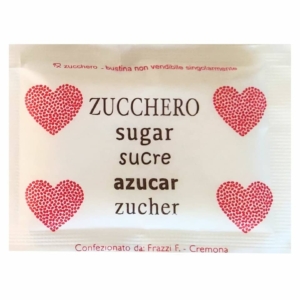 zucchero - bustina non vendibile singolarmente
ZUCCHERO
sugar
sucre
azucar
zucher
Confezionato da: Frazzi F. - Cremona